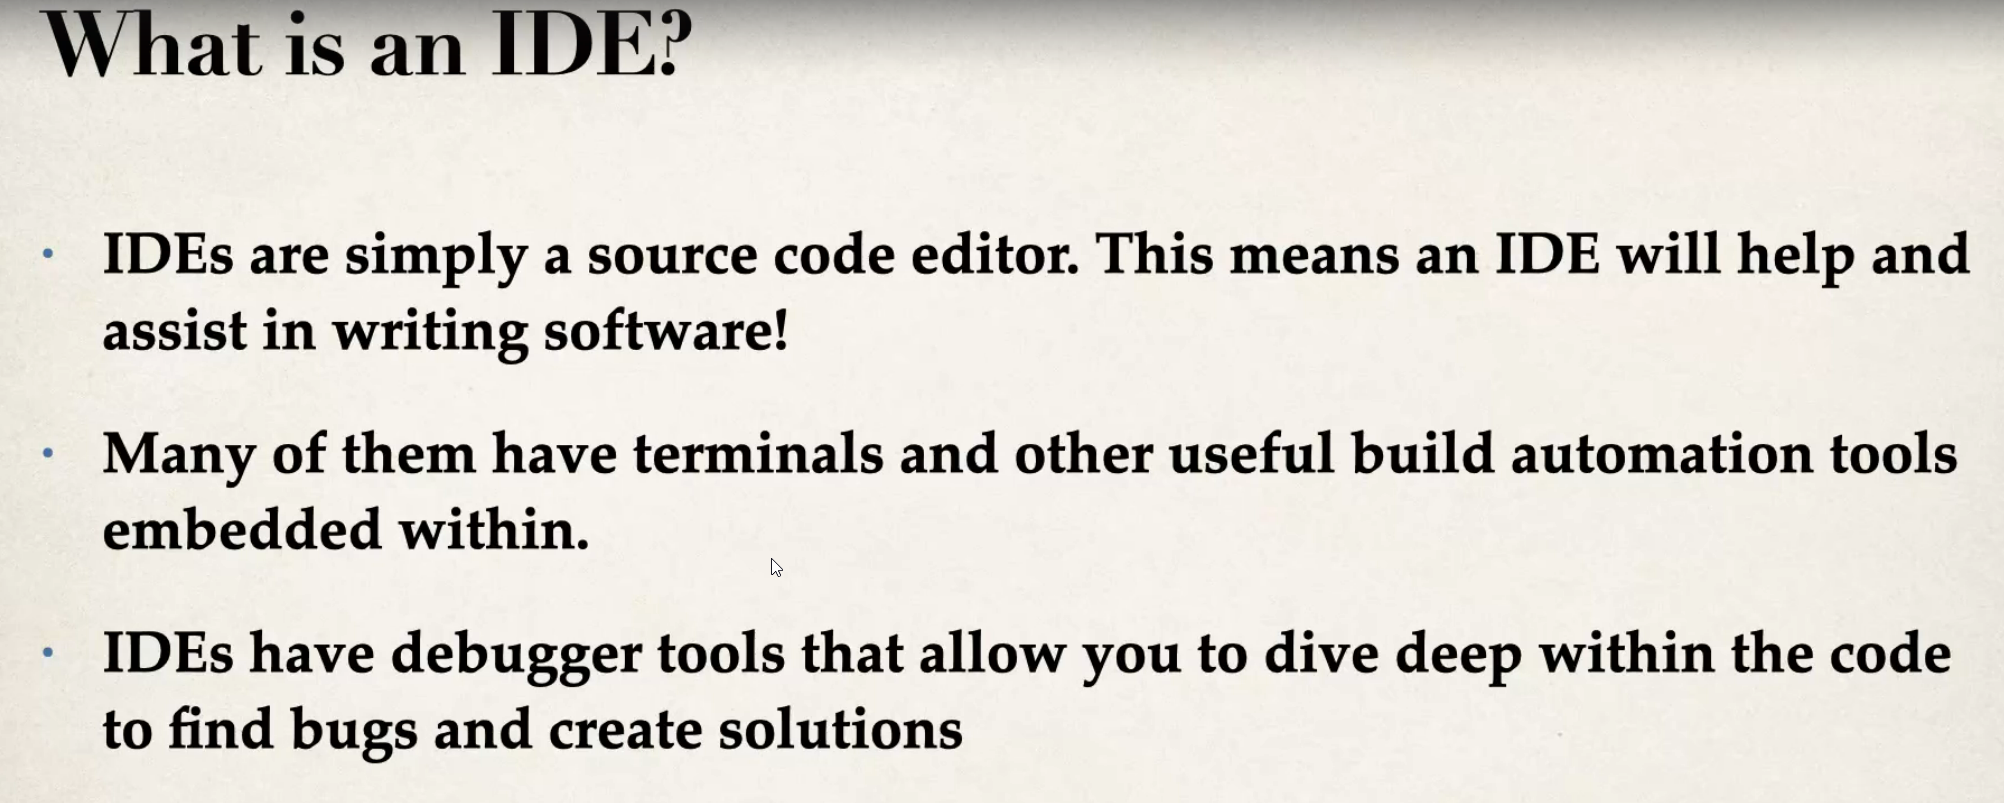 What is an IDE?
IDEs are simply a source code editor. This means an IDE will help and
assist in writing software!
Many of them have terminals and other useful build automation tools
embedded within.
IDEs have debugger tools that allow you to dive deep within the code
to find bugs and create solutions